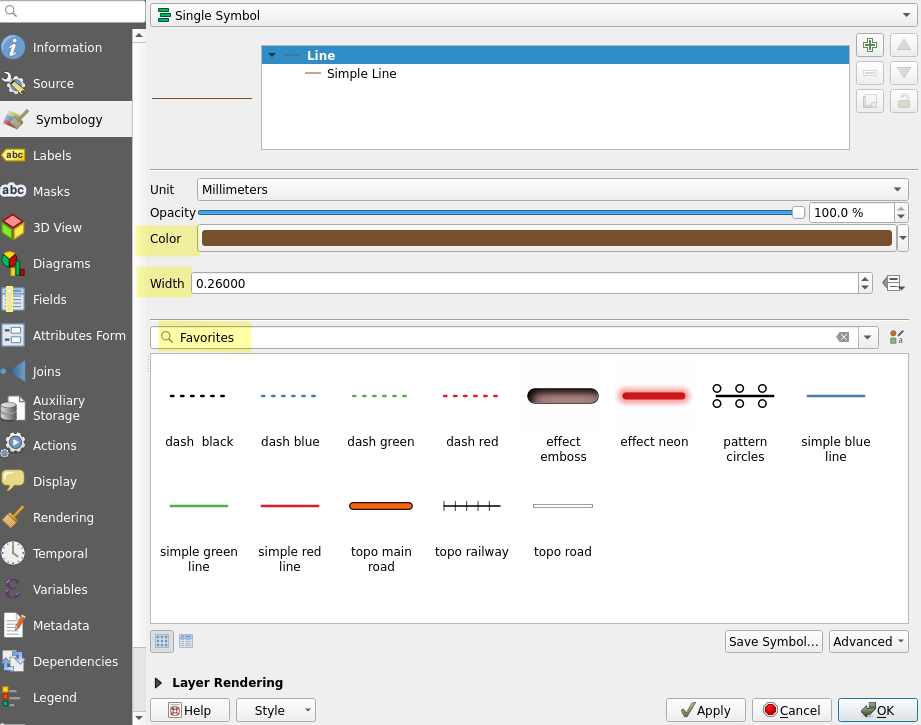 Single Symbol
Information
Source
Symbology
abc Labels
abc Masks
3D View
Diagrams
Fields
Attributes Form
Joins
Auxiliary
Storage
Actions
Display
Rendering
Temporal
Variables
Metadata
Dependencies
Legend
Line
Simple Line
Unit Millimeters
Opacity 100.0 %
Color
Width 0.26000
Favorites
dash  black dash blue dash green dash red effect
emboss effect neon pattern
circles simple blue
line
simple green
line simple red
line topo main
road topo railway topo road
Save Symbol... Advanced
Layer Rendering
Help Style Apply Cancel OK